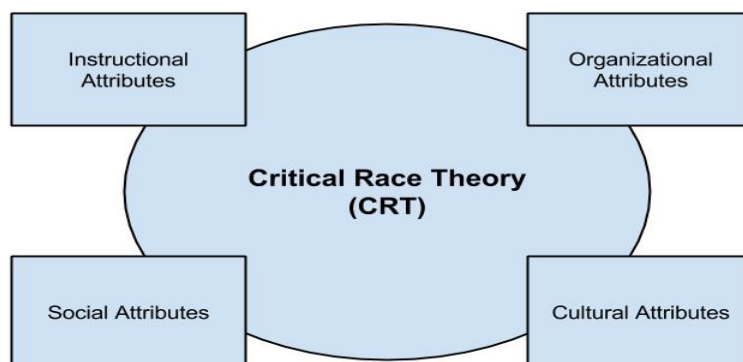 Instructional
Attributes
Organizational
Attributes
Critical Race Theory
(CRT)
Social Attributes
Cultural Attributes